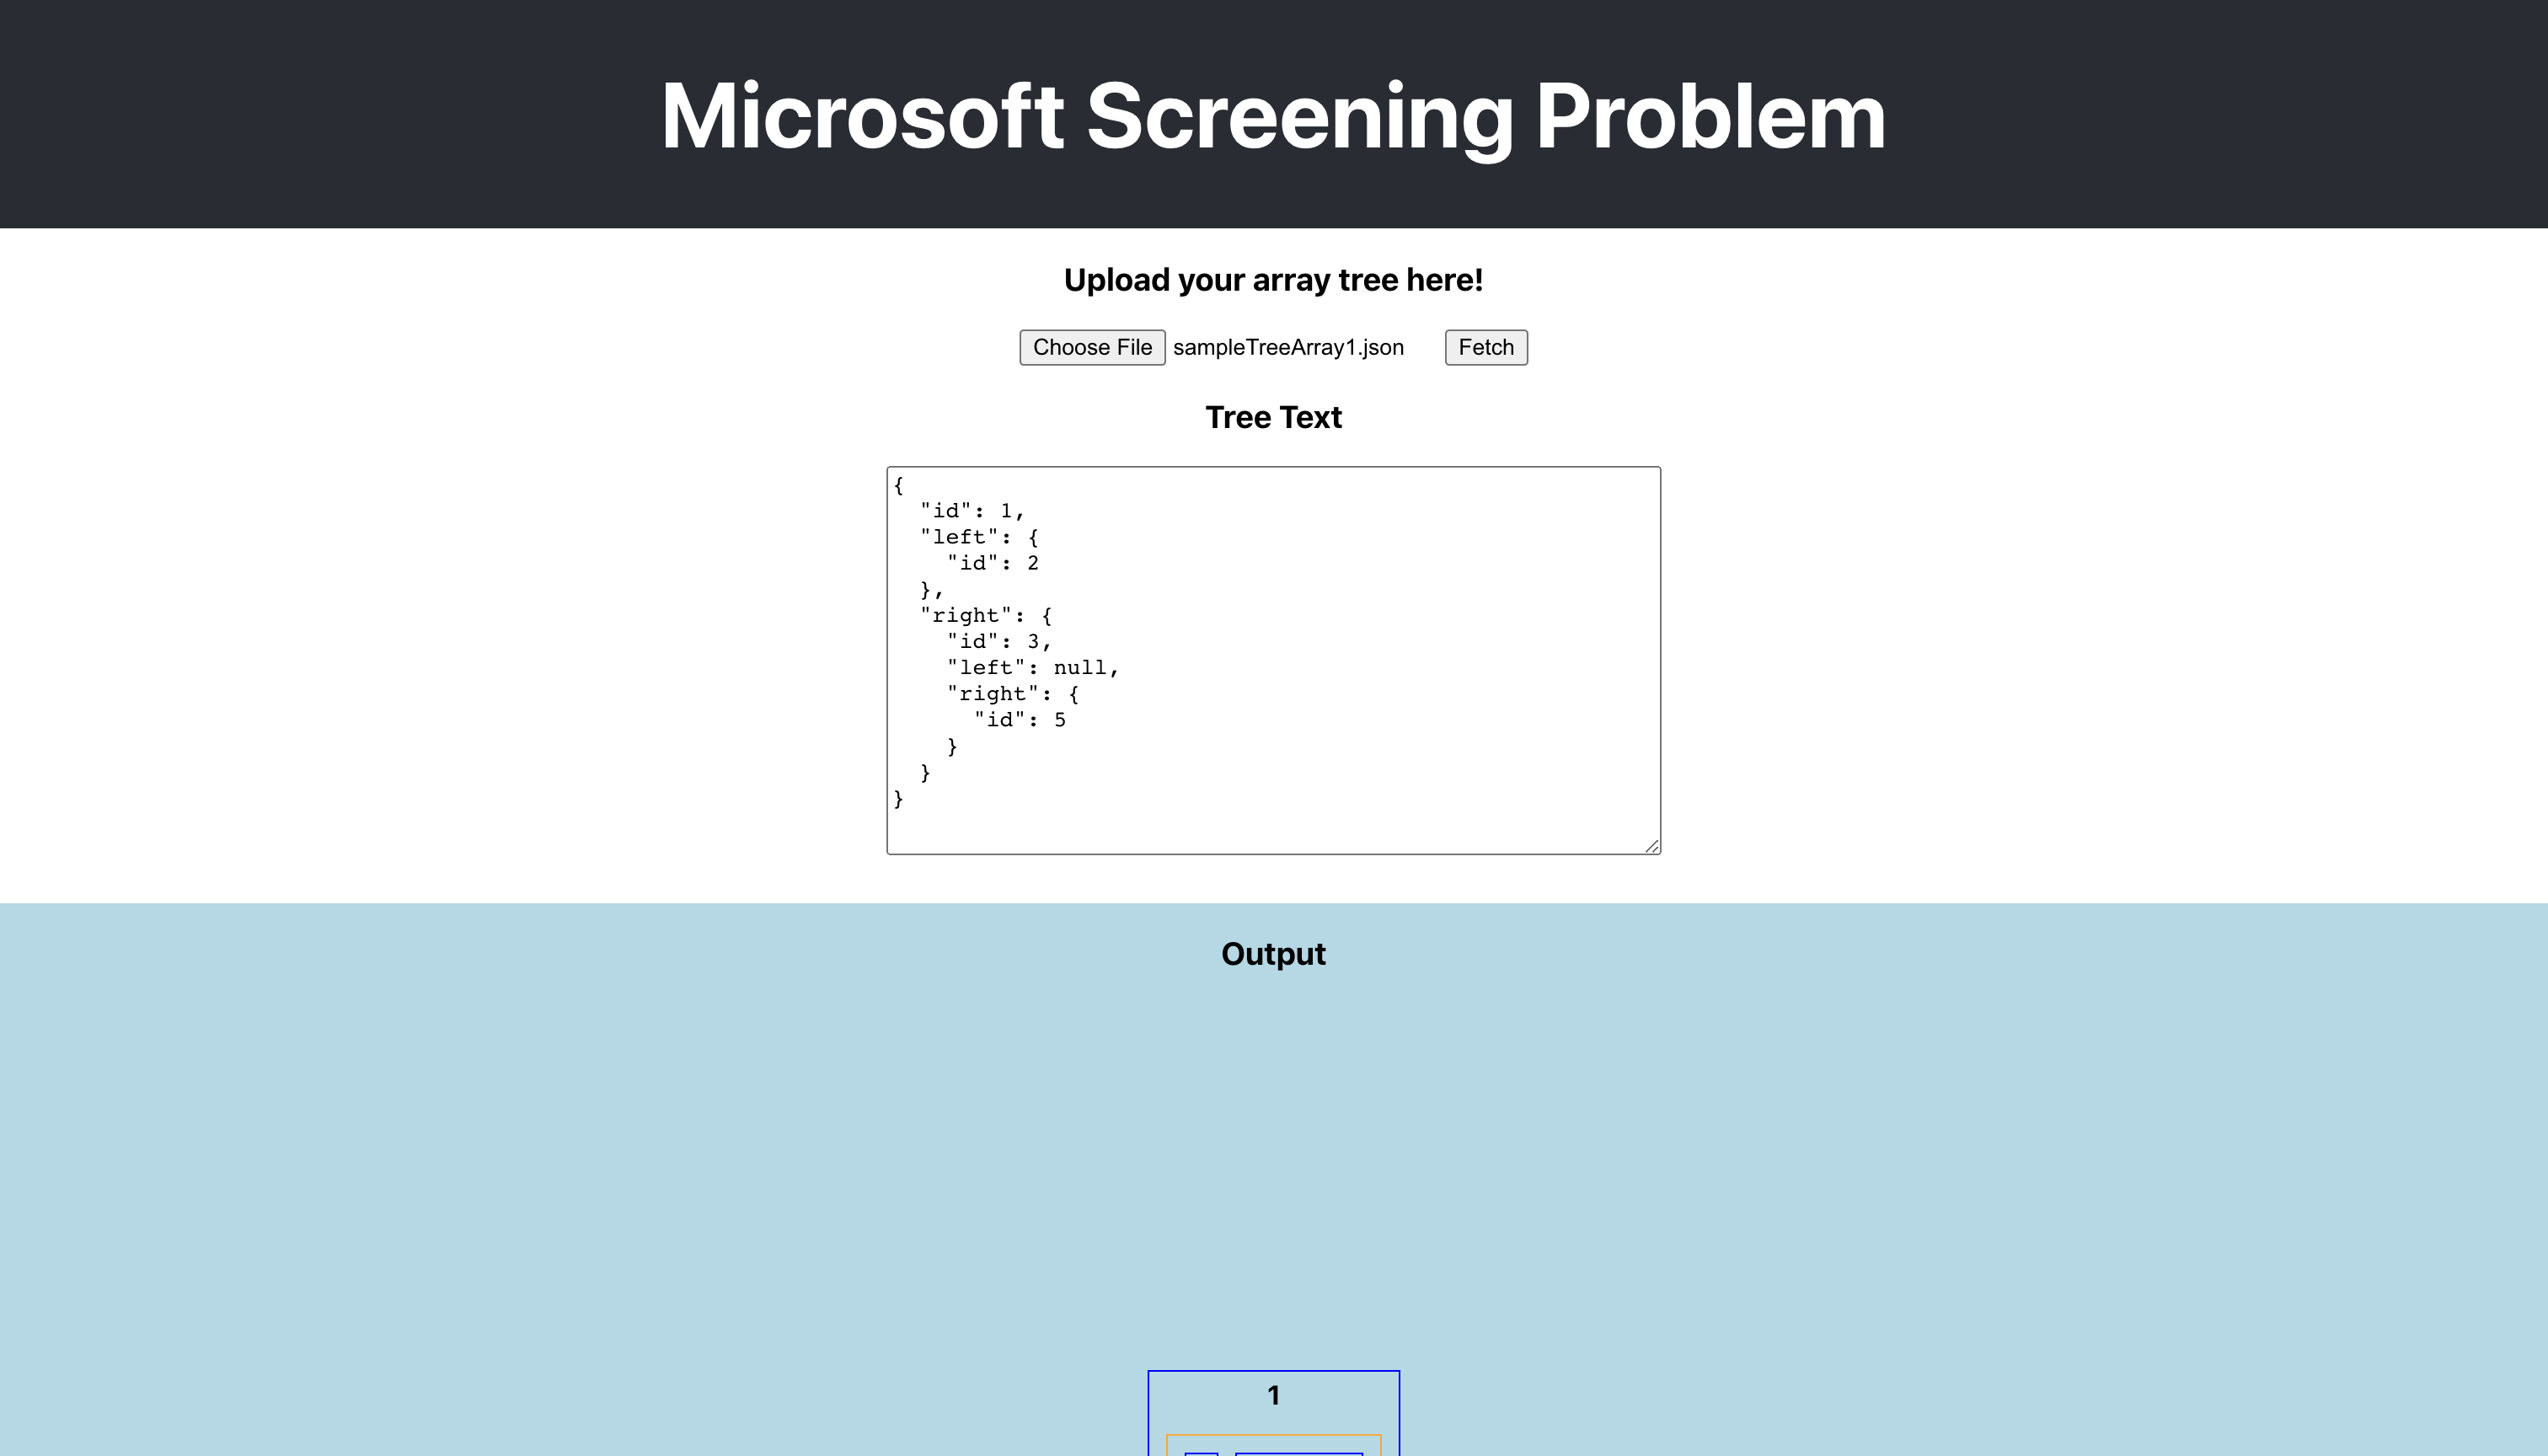 Microsoft Screening Problem
Upload your array tree here!
Choose File sampleTreeArray1.json Fetch
Tree Text
{
  "id": 1,
  "left": {
    "id": 2
  },
  "right": {
    "id": 3,
    "left": null,
    "right": {
      "id": 5
    }
  }
}
Output
1